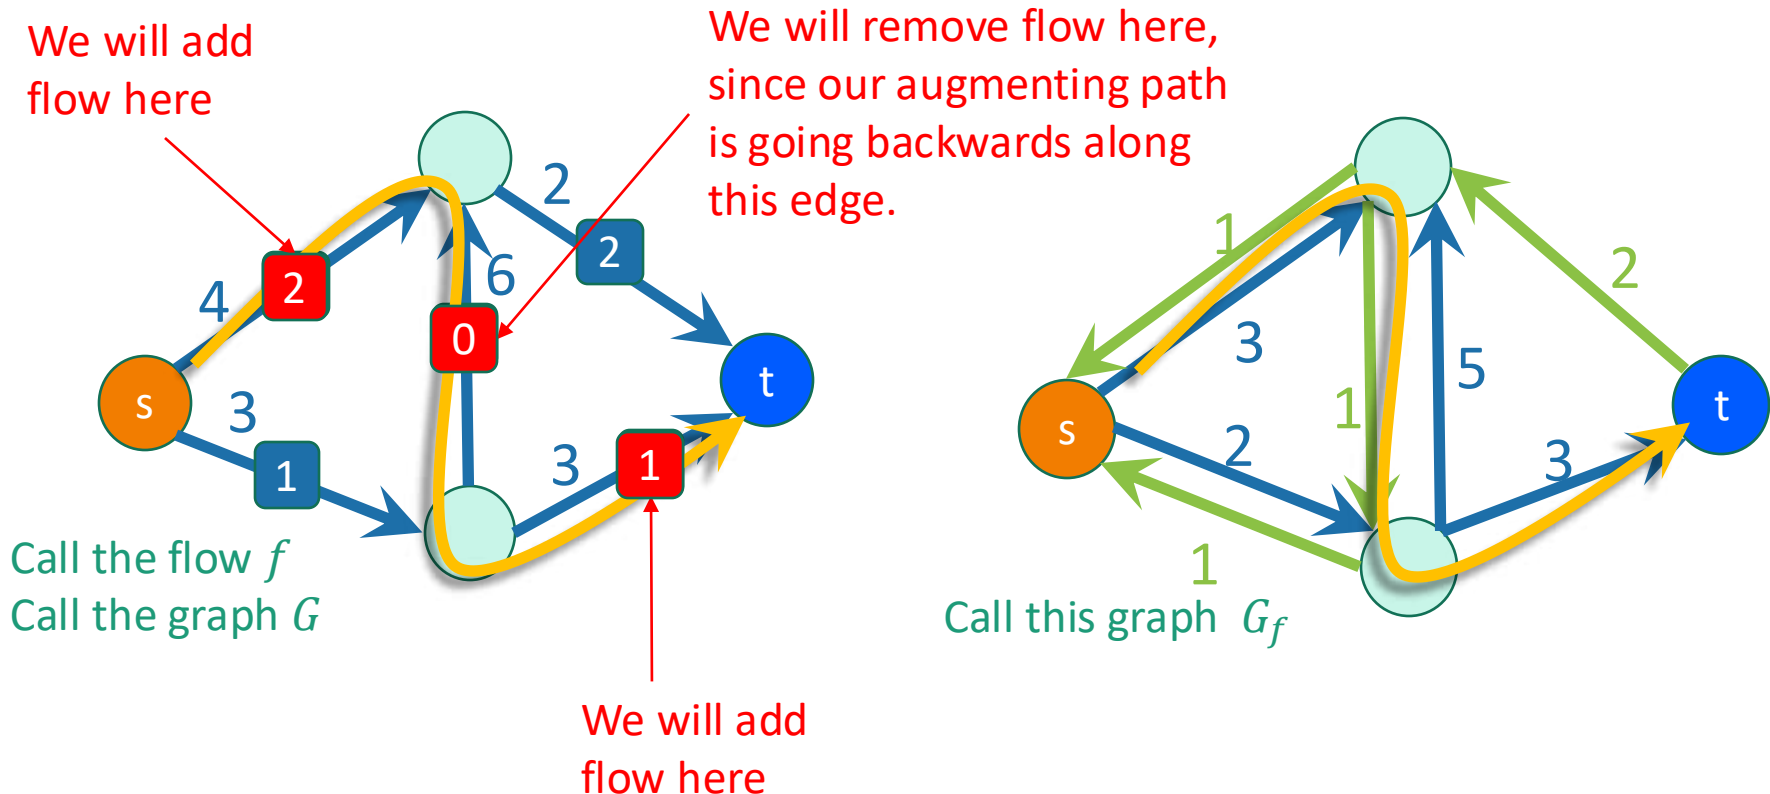 We will add
flow here
We will remove flow here,
since our augmenting path
is going backwards along
this edge.
2
2
4
2
6
0
3
1
3
1
s
t
Call the flow f
Call the graph G
We will add
flow here
1
2
3
5
1
2
3
1
s
t
Call this graph G_f